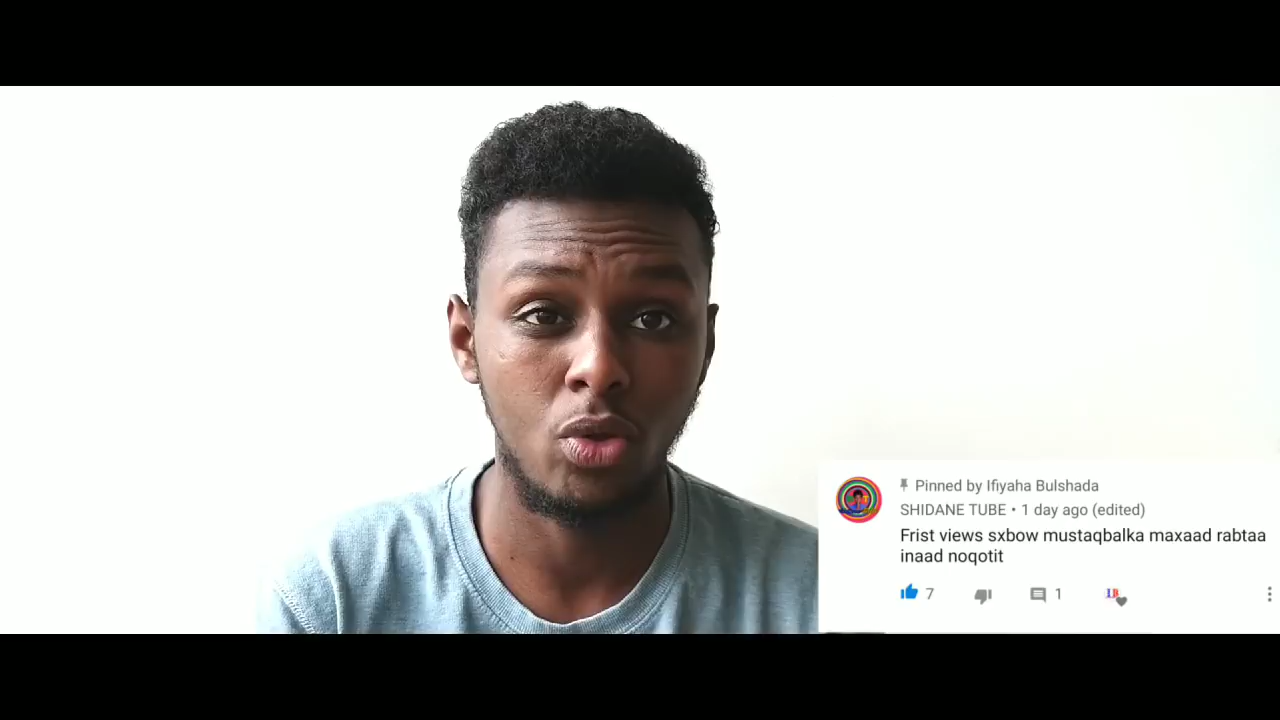 Pinned by Ifiyaha Bulshada
SHIDANE TUBE • 1 day ago (edited)
Frist views sxbow mustaqbalka maxaad rabtaa
inaad noqotit
7
1